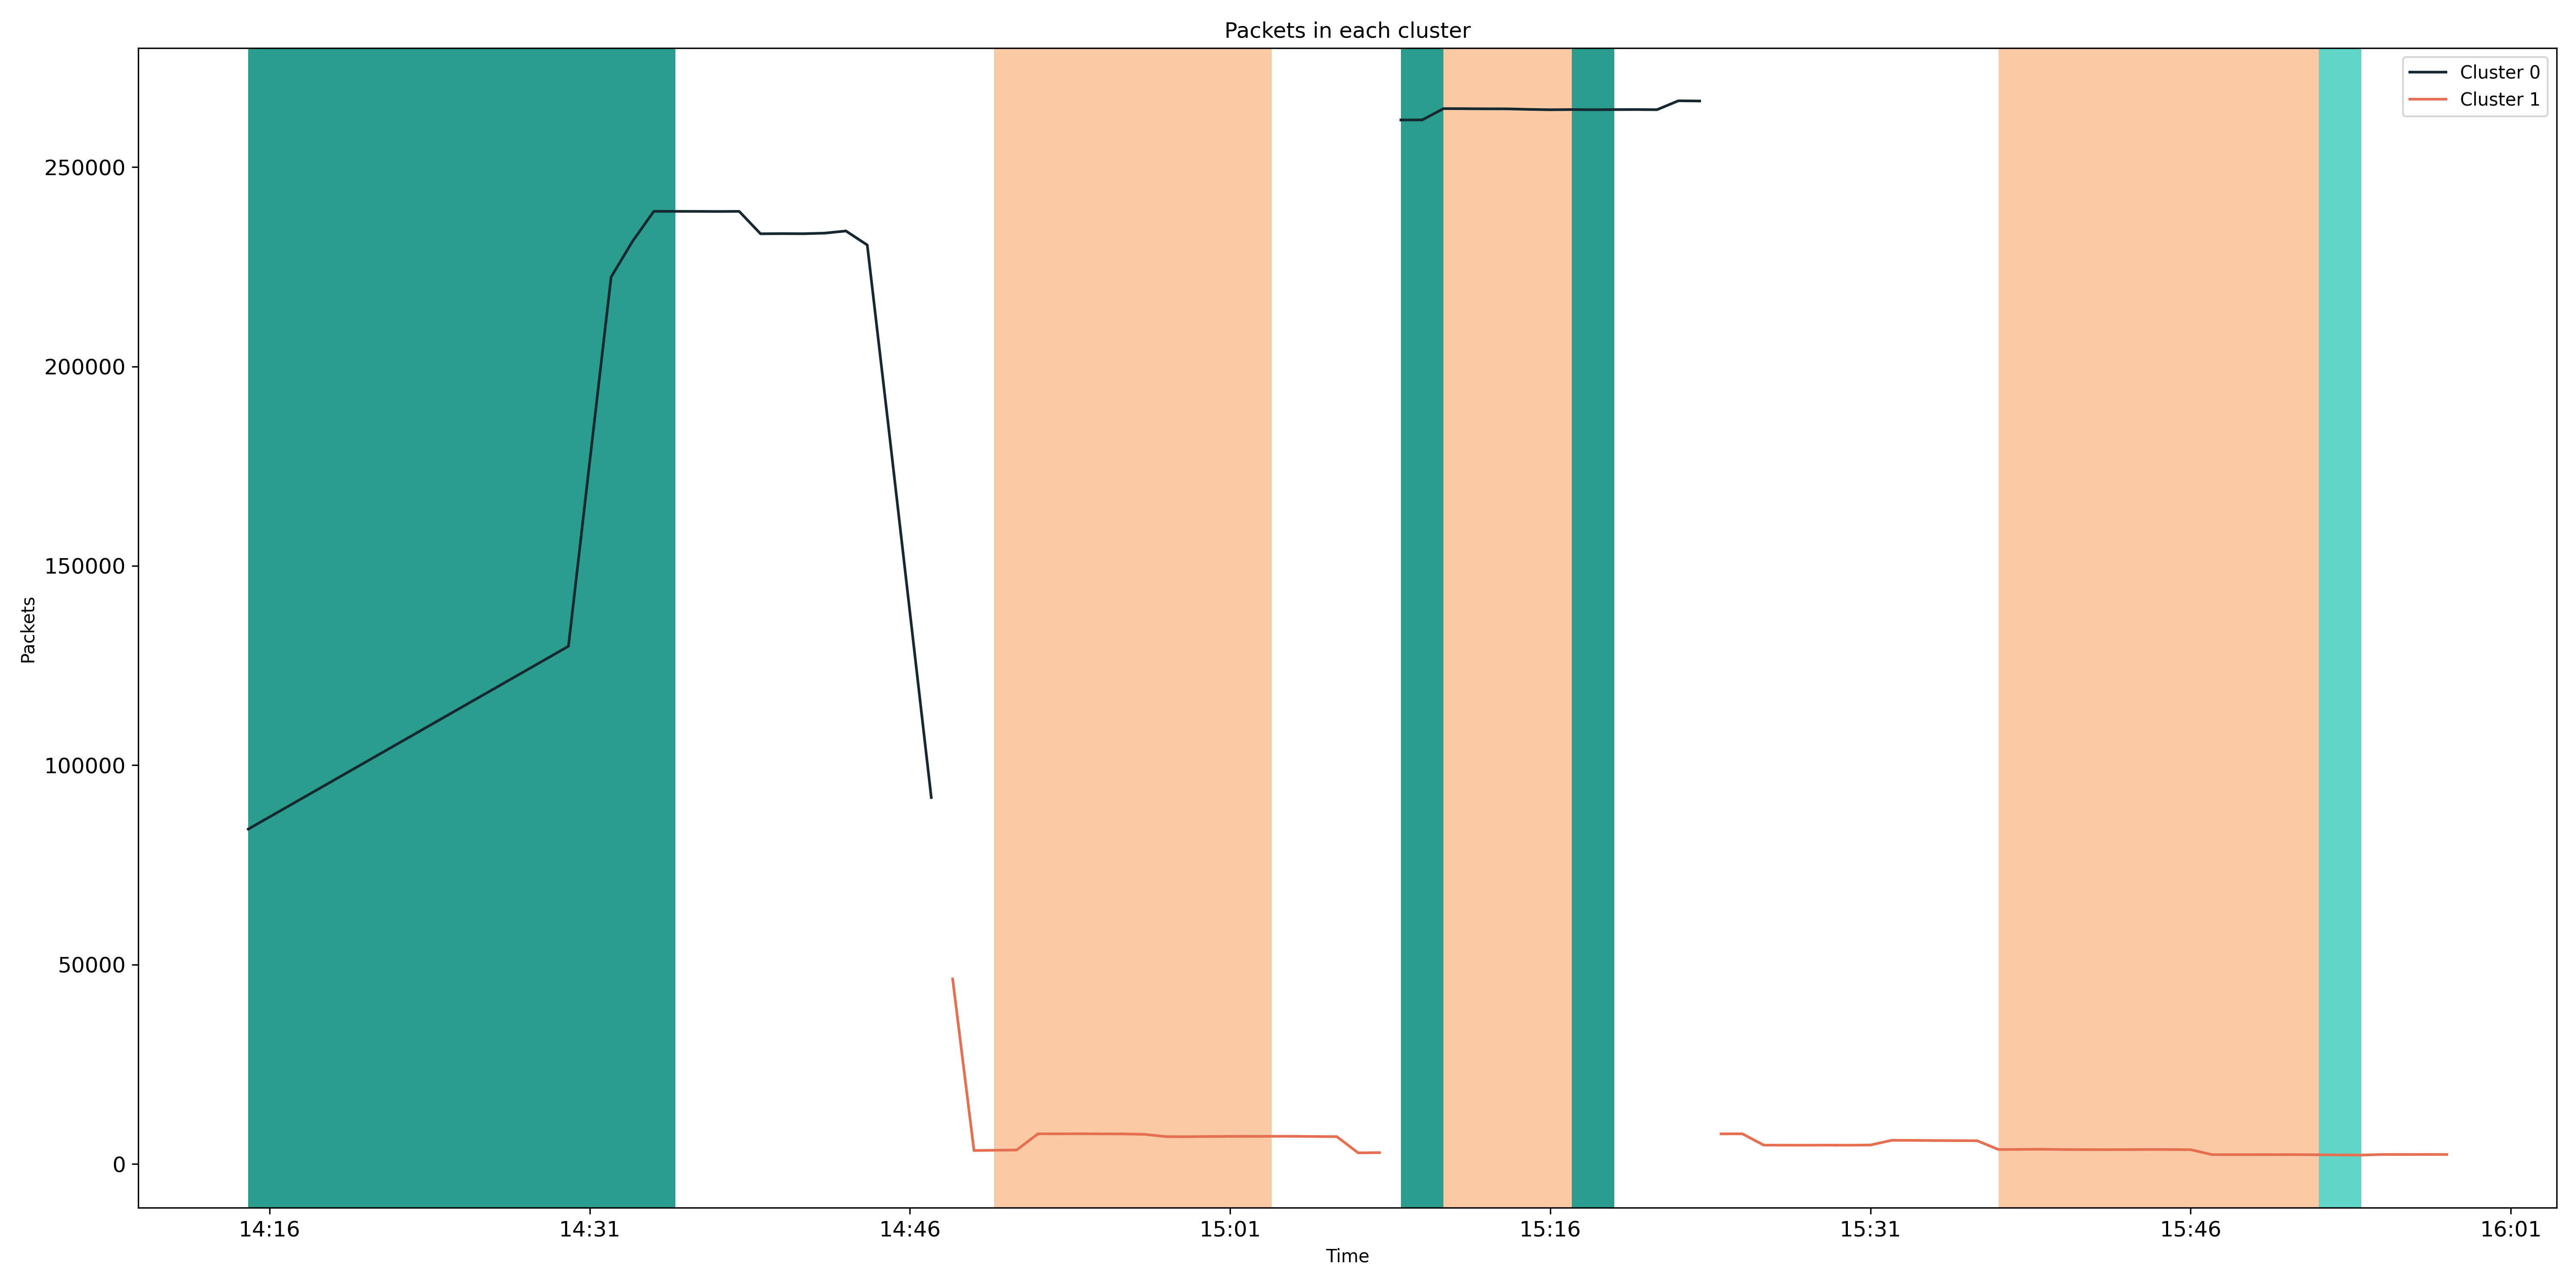 Packets in each cluster
Cluster 0
Cluster 1
250000
200000
150000
100000
50000
0
Packets
14:16
14:31
14:46
15:01
15:16
15:31
15:46
16:01
Time